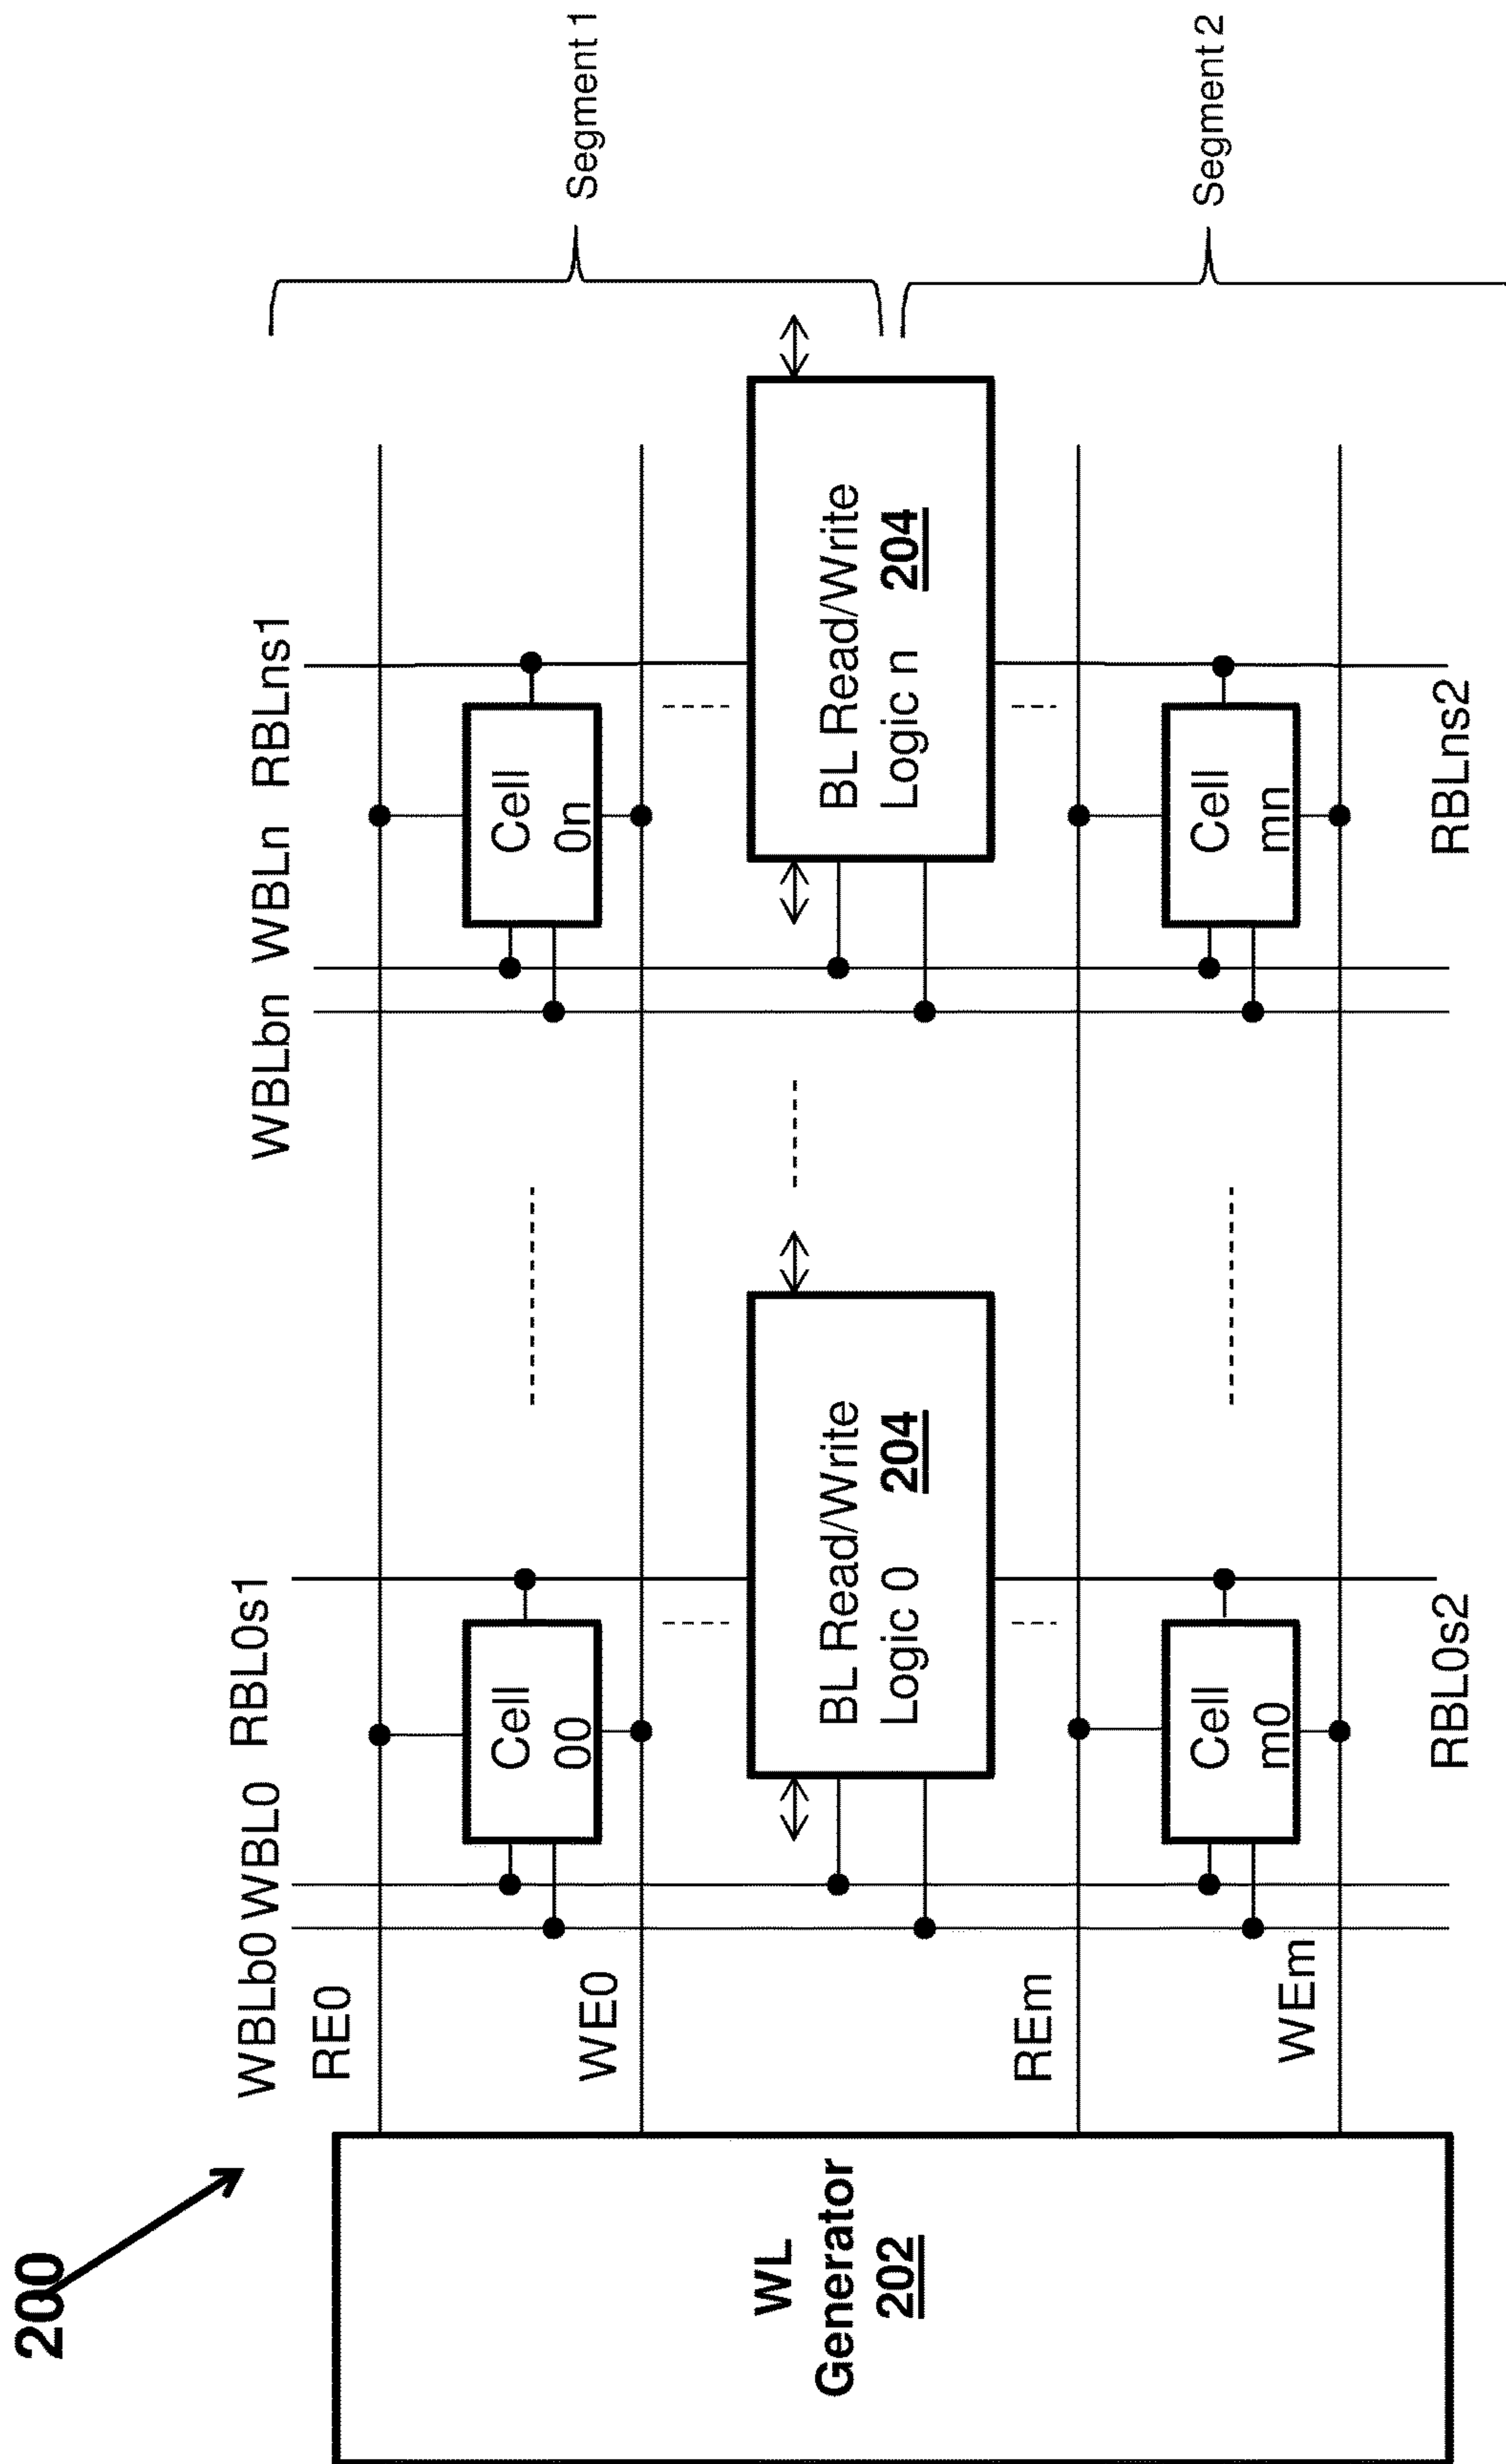 200
WBLb0 WBL0 RBL0s1
WBLbn WBLn RBLns1
RE0
Cell
00
Cell
0n
WE0
Segment 1
WL
Generator
202
BL Read/Write
Logic 0 204
BL Read/Write
Logic n 204
REm
Cell
m0
Cell
mn
WEm
Segment 2
RBL0s2
RBLns2